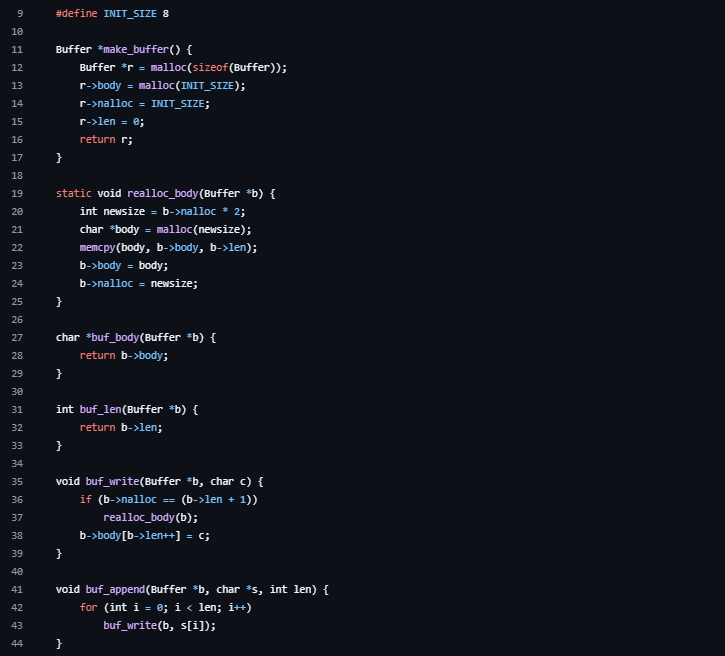 9 #define INIT_SIZE 8
10
11 Buffer *make_buffer() {
12     Buffer *r = malloc(sizeof(Buffer));
13     r->body = malloc(INIT_SIZE);
14     r->nalloc = INIT_SIZE;
15     r->len = 0;
16     return r;
17 }
18
19 static void realloc_body(Buffer *b) {
20     int newsize = b->nalloc * 2;
21     char *body = malloc(newsize);
22     memcpy(body, b->body, b->len);
23     b->body = body;
24     b->nalloc = newsize;
25 }
26
27 char *buf_body(Buffer *b) {
28     return b->body;
29 }
30
31 int buf_len(Buffer *b) {
32     return b->len;
33 }
34
35 void buf_write(Buffer *b, char c) {
36     if (b->nalloc == (b->len + 1))
37         realloc_body(b);
38     b->body[b->len++] = c;
39 }
40
41 void buf_append(Buffer *b, char *s, int len) {
42     for (int i = 0; i < len; i++)
43         buf_write(b, s[i]);
44 }